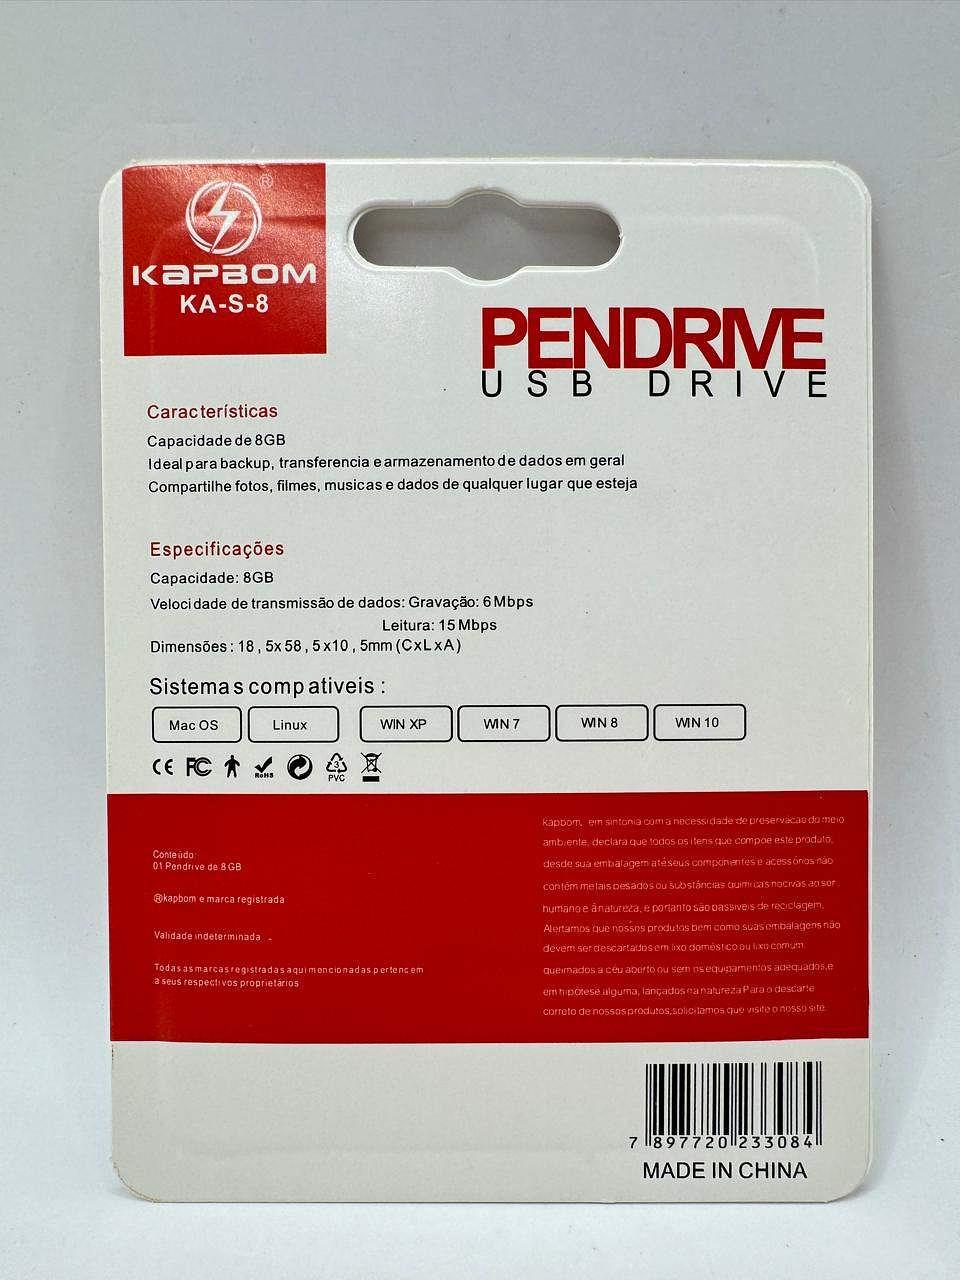 ®
KAPBOM
KA-S-8
PENDRIVE
USB DRIVE
Características
Capacidade de 8GB
Ideal para backup, transferencia e armazenamento de dados em geral
Compartilhe fotos, filmes, musicas e dados de qualquer lugar que esteja
Especificações
Capacidade: 8GB
Velocidade de transmissão de dados: Gravação: 6 Mbps
Leitura: 15 Mbps
Dimensões: 18, 5x 58, 5 x10, 5mm (CxLxA)
Sistemas compativeis :
Mac OS Linux WIN XP WIN 7 WIN 8 WIN 10
CE FC RoHS 3 PVC
Conteúdo:
01 Pendrive de 8 GB
®kapbom e marca registrada
Validade indeterminada
Todas as marcas registradas aqui mencionadas pertencem
a seus respectivos proprietários
kapbom, em sintonia com a necessidade de preservacao do meio
ambiente, declara que todos os itens que compoe este produto,
desde sua embalagem até seus componentes e acessórios não
contêm metais pesados ou substâncias quimicas nocivas ao ser
humano e à natureza, e portanto são passiveis de reciclagem,
Alertamos que nossos produtos bem como suas embalagens não
devem ser descartados em lixo doméstico ou lixo comum,
queimados a céu aberto ou sem os equipamentos adequados,e
em hipótese alguma, lançados na natureza Para o descarte
correto de nossos produtos,solicitamos que visite o nosso site.
7 897720 233084
MADE IN CHINA